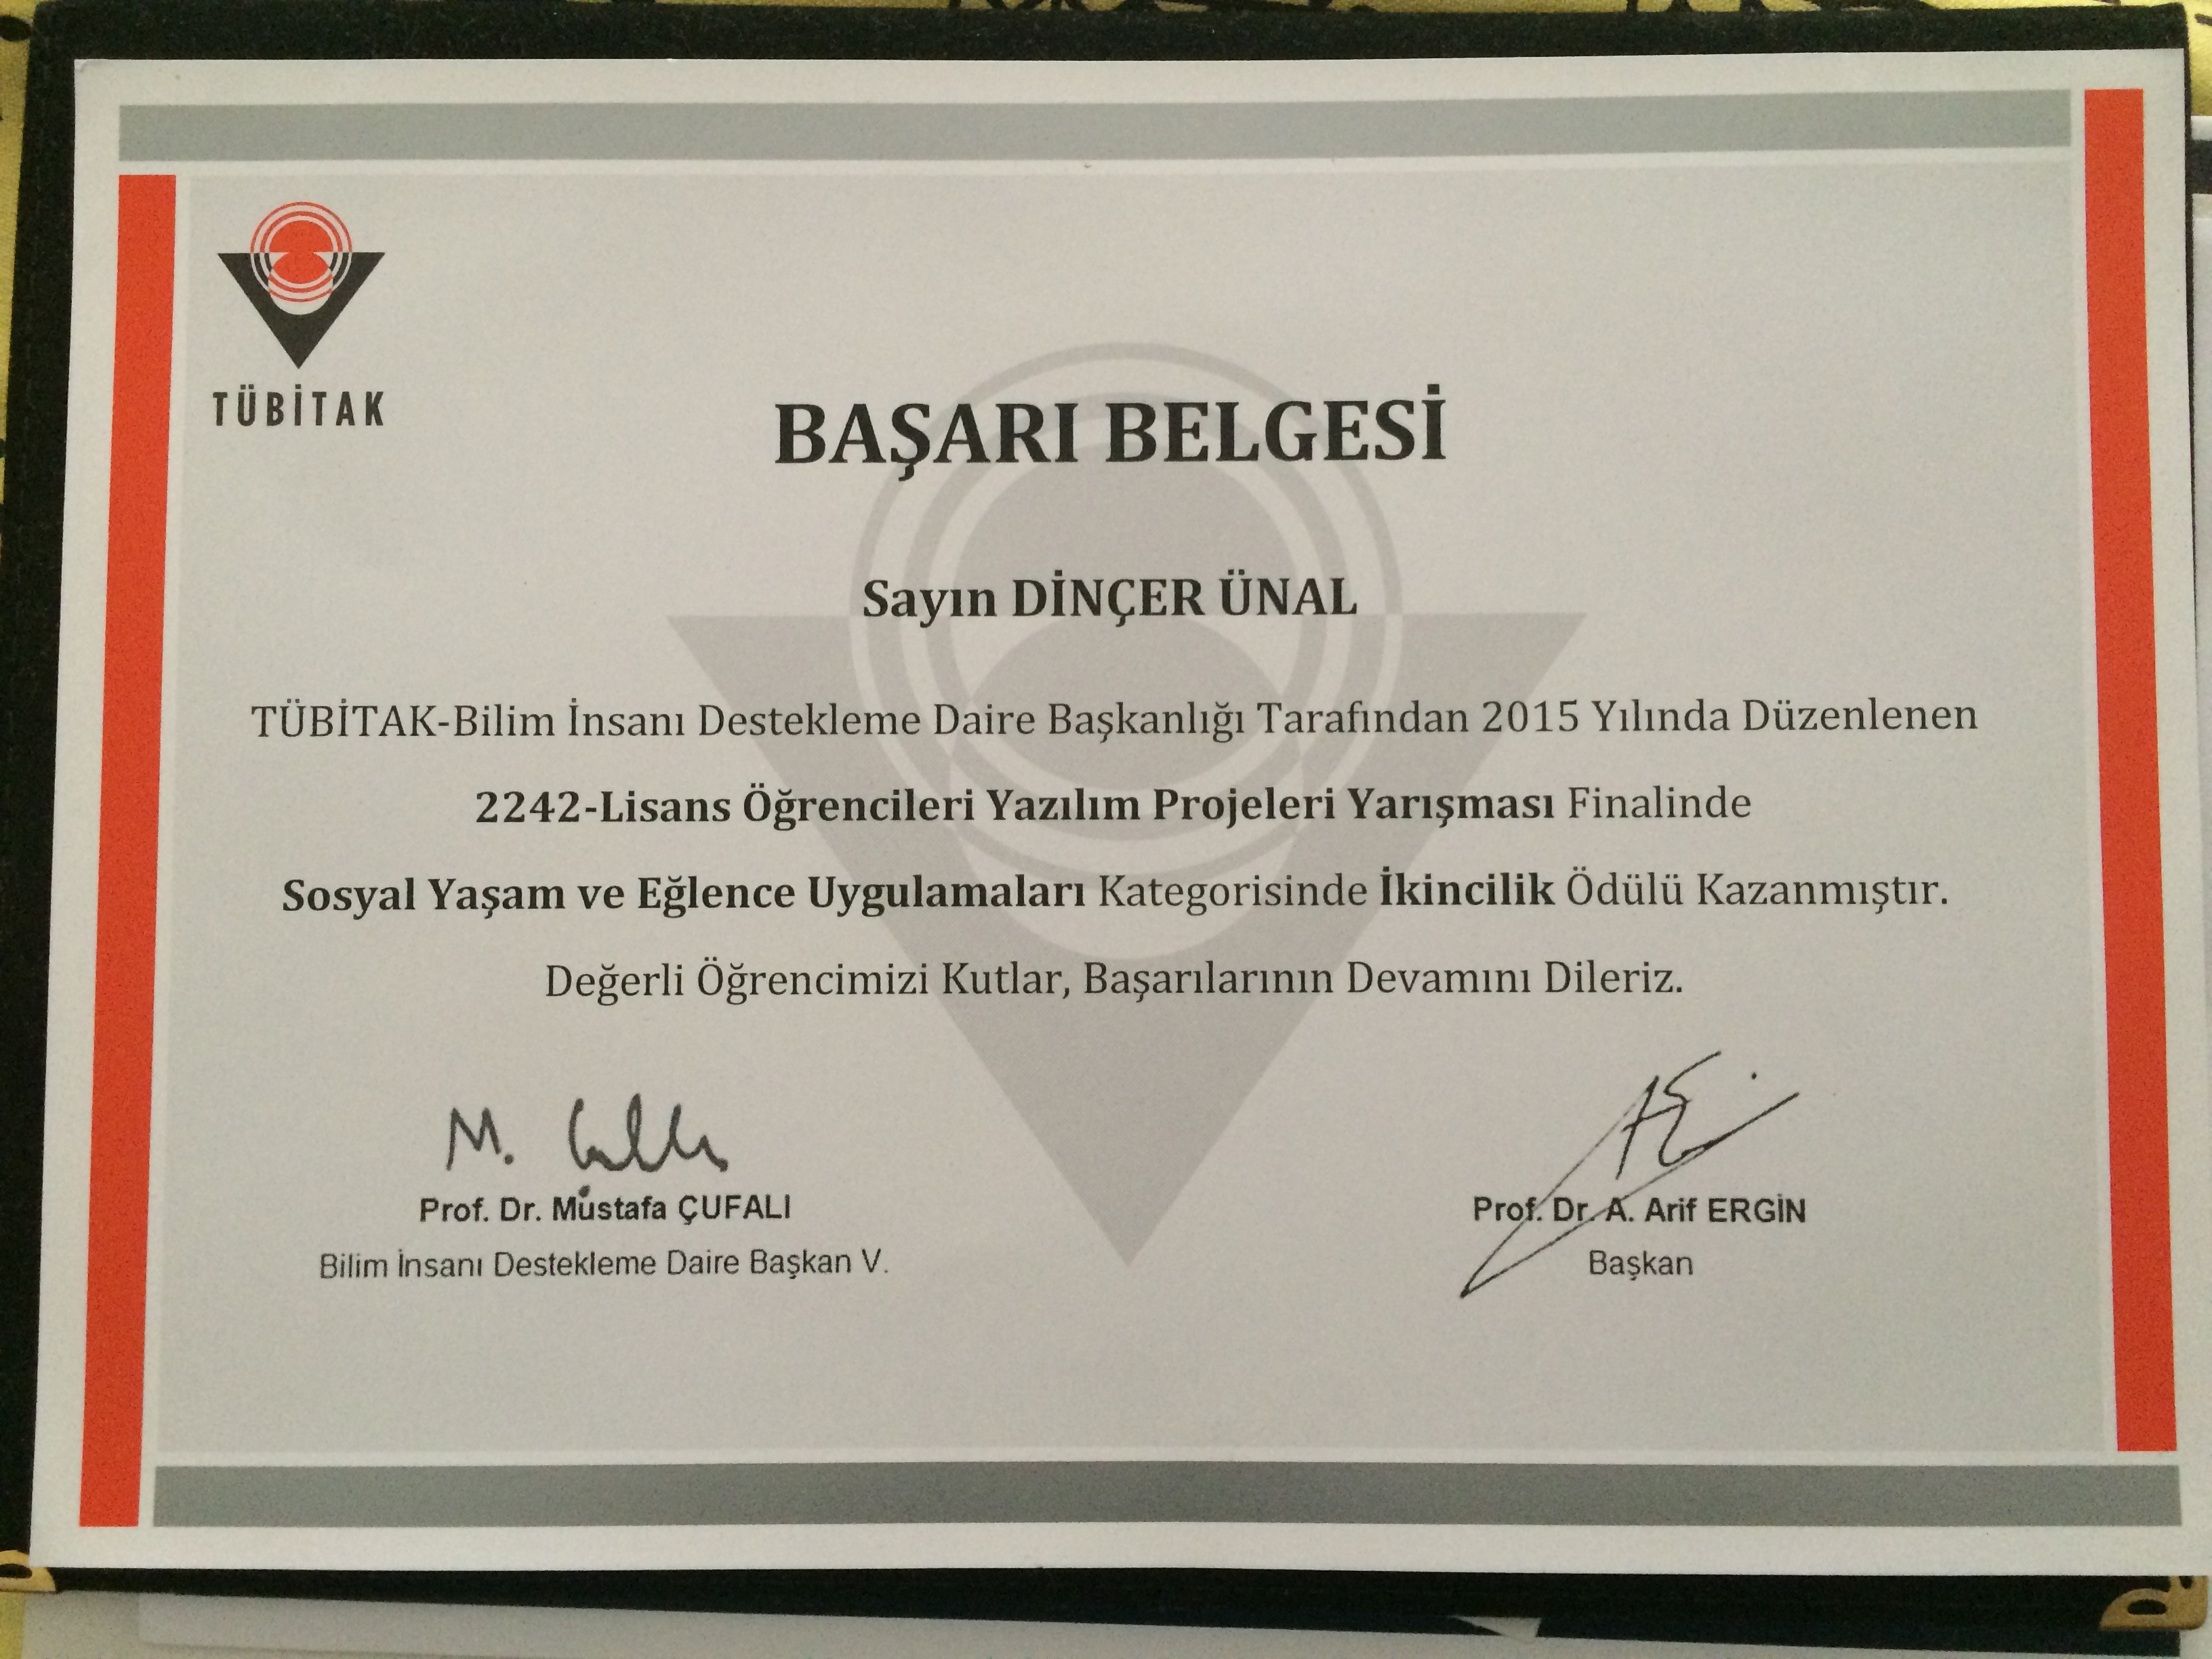 TÜBİTAK
BAŞARI BELGESİ
Sayın DİNÇER ÜNAL
TÜBİTAK-Bilim İnsanı Destekleme Daire Başkanlığı Tarafından 2015 Yılında Düzenlenen
2242-Lisans Öğrencileri Yazılım Projeleri Yarışması Finalinde
Sosyal Yaşam ve Eğlence Uygulamaları Kategorisinde İkincilik Ödülü Kazanmıştır.
Değerli Öğrencimizi Kutlar, Başarılarının Devamını Dileriz.
Prof. Dr. Mustafa ÇUFALI
Bilim İnsanı Destekleme Daire Başkan V.
Prof. Dr. A. Arif ERGİN
Başkan